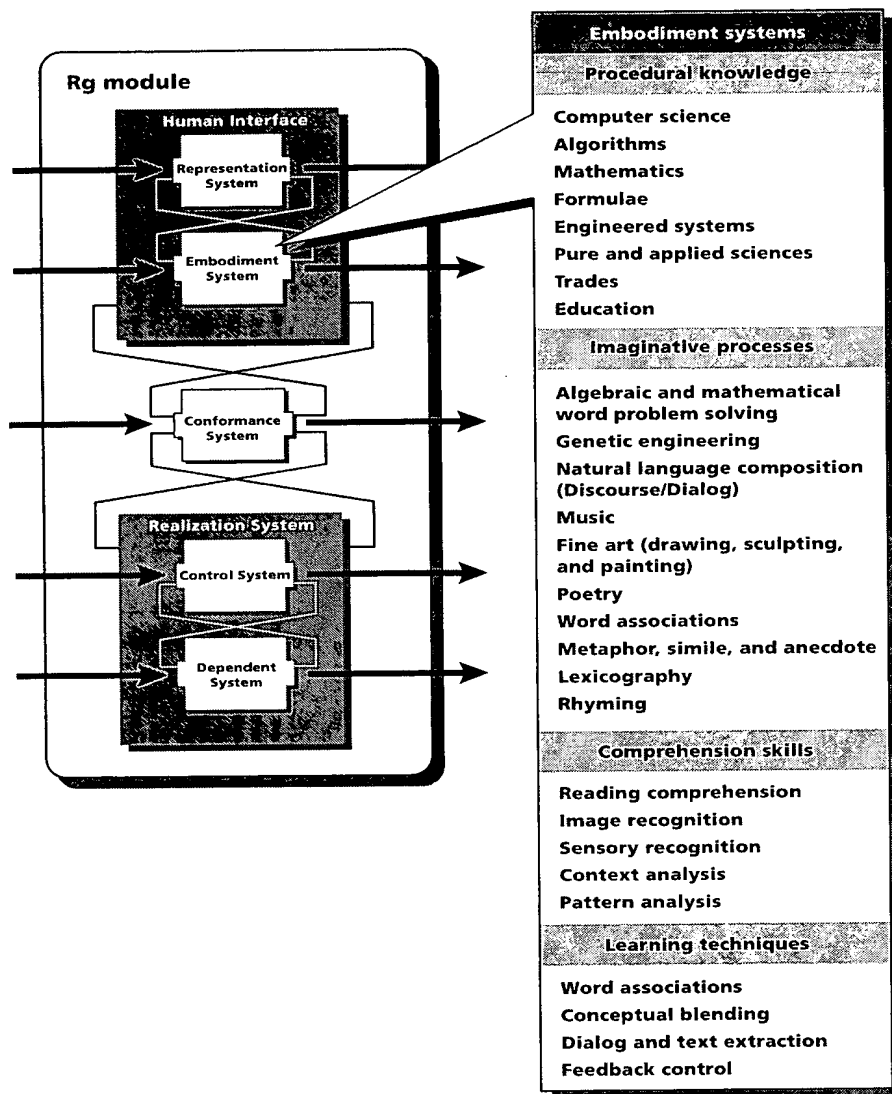 Rg module
Human Interface
Representation
System
Embodiment
System
Conformance
System
Realization System
Control System
Dependent
System
Embodiment systems
Procedural knowledge
Computer science
Algorithms
Mathematics
Formulae
Engineered systems
Pure and applied sciences
Trades
Education
Imaginative processes
Algebraic and mathematical
word problem solving
Genetic engineering
Natural language composition
(Discourse/Dialog)
Music
Fine art (drawing, sculpting,
and painting)
Poetry
Word associations
Metaphor, simile, and anecdote
Lexicography
Rhyming
Comprehension skills
Reading comprehension
Image recognition
Sensory recognition
Context analysis
Pattern analysis
Learning techniques
Word associations
Conceptual blending
Dialog and text extraction
Feedback control